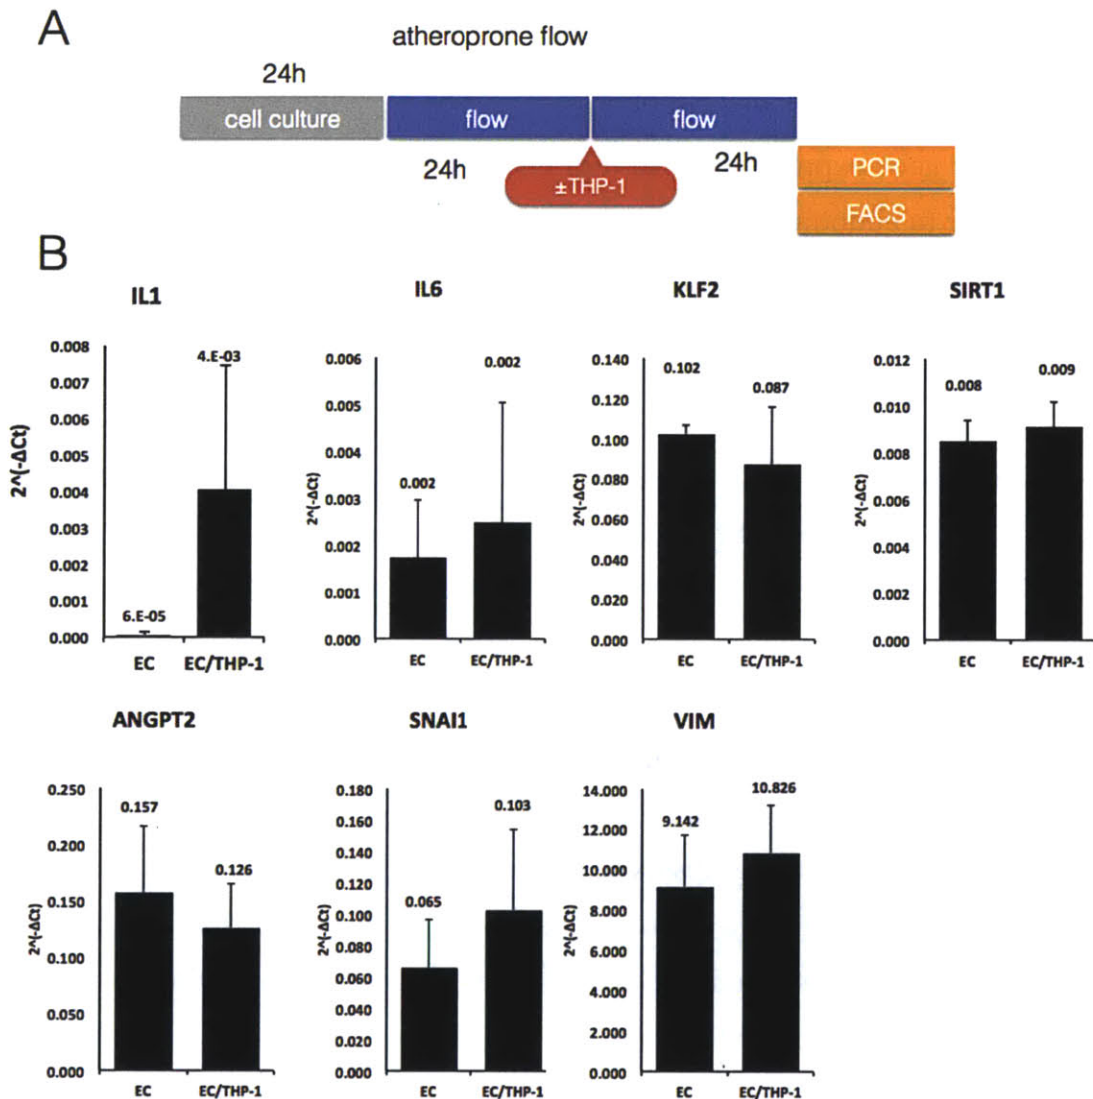 A
atheroprone flow
24h
cell culture
flow
flow
24h
±THP-1
24h
PCR
FACS
B
IL1
2^(-ΔCt)
0.008
0.007
0.006
0.005
0.004
0.003
0.002
0.001
0.000
6.E-05
4.E-03
EC
EC/THP-1
IL6
2^(-ΔCt)
0.006
0.005
0.004
0.003
0.002
0.001
0.000
0.002
0.002
EC
EC/THP-1
KLF2
2^(-ΔCt)
0.140
0.120
0.100
0.080
0.060
0.040
0.020
0.000
0.102
0.087
EC
EC/THP-1
SIRT1
2^(-ΔCt)
0.012
0.010
0.008
0.006
0.004
0.002
0.000
0.008
0.009
EC
EC/THP-1
ANGPT2
2^(-ΔCt)
0.250
0.200
0.150
0.100
0.050
0.000
0.157
0.126
EC
EC/THP-1
SNAI1
2^(-ΔCt)
0.180
0.160
0.140
0.120
0.100
0.080
0.060
0.040
0.020
0.000
0.065
0.103
EC
EC/THP-1
VIM
2^(-ΔCt)
14.000
12.000
10.000
8.000
6.000
4.000
2.000
0.000
9.142
10.826
EC
EC/THP-1